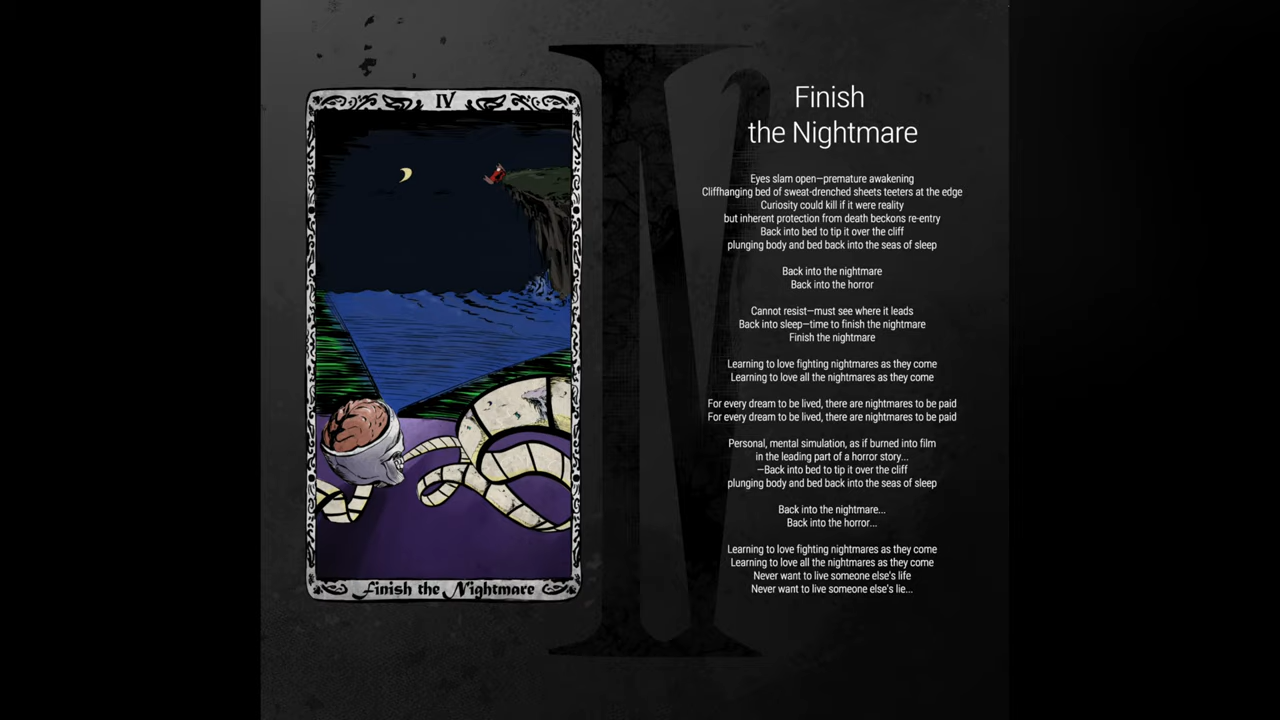 IV
Finish the Nightmare
Finish
the Nightmare
Eyes slam open—premature awakening
Cliffhanging bed of sweat-drenched sheets teeters at the edge
Curiosity could kill if it were reality
but inherent protection from death beckons re-entry
Back into bed to tip it over the cliff
plunging body and bed back into the seas of sleep
Back into the nightmare
Back into the horror
Cannot resist—must see where it leads
Back into sleep—time to finish the nightmare
Finish the nightmare
Learning to love fighting nightmares as they come
Learning to love all the nightmares as they come
For every dream to be lived, there are nightmares to be paid
For every dream to be lived, there are nightmares to be paid
Personal, mental simulation, as if burned into film
in the leading part of a horror story...
—Back into bed to tip it over the cliff
plunging body and bed back into the seas of sleep
Back into the nightmare...
Back into the horror...
Learning to love fighting nightmares as they come
Learning to love all the nightmares as they come
Never want to live someone else's life
Never want to live someone else's lie...